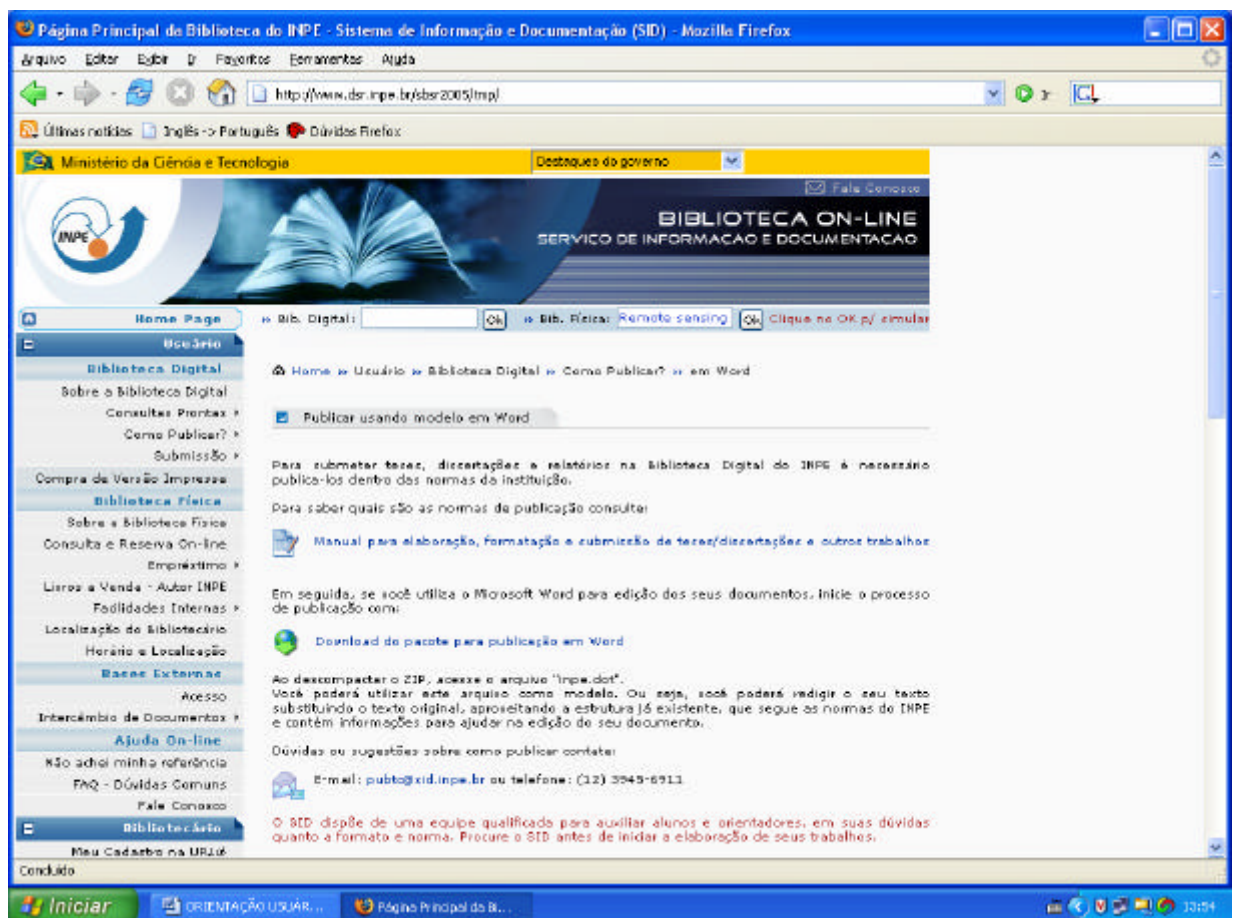 Página Principal da Biblioteca do INPE - Sistema de Informação e Documentação (SID) - Mozilla Firefox
Arquivo Editar Exibir Ir Favoritos Ferramentas Ajuda
http://www.dsr.inpe.br/sbsr2005/tmp/ Ir
Últimas notícias Inglês -> Português Dúvidas Firefox
Ministério da Ciência e Tecnologia Destaques do governo
Fale Conosco
INPE
BIBLIOTECA ON-LINE
SERVICO DE INFORMACAO E DOCUMENTACAO
Home Page » Bib. Digital: Ok » Bib. Física: Remote sensing Ok Clique no OK p/ simular
Usuário
Biblioteca Digital
Sobre a Biblioteca Digital
Consultas Prontas
Como Publicar?
Submissão
Compra de Versão Impressa
Biblioteca Física
Sobre a Biblioteca Física
Consulta e Reserva On-line
Empréstimo
Livros a Venda - Autor INPE
Facilidades Internas
Localização do Bibliotecário
Horário e Localização
Bases Externas
Acesso
Intercâmbio de Documentos
Ajuda On-line
Não achei minha referência
FAQ - Dúvidas Comuns
Fale Conosco
Bibliotecário
Meu Cadastro na URLib
Home » Usuário » Biblioteca Digital » Como Publicar? » em Word
Publicar usando modelo em Word
Para submeter teses, dissertações e relatórios na Biblioteca Digital do INPE é necessário
publica-los dentro das normas da instituição.
Para saber quais são as normas de publicação consulte:
Manual para elaboração, formatação e submissão de teses/dissertações e outros trabalhos
Em seguida, se você utiliza o Microsoft Word para edição dos seus documentos, inicie o processo
de publicação com:
Download do pacote para publicação em Word
Ao descompactar o ZIP, acesse o arquivo "inpe.dot".
Você poderá utilizar este arquivo como modelo. Ou seja, você poderá redigir o seu texto
substituindo o texto original, aproveitando a estrutura já existente, que segue as normas do INPE
e contém informações para ajudar na edição do seu documento.
Dúvidas ou sugestões sobre como publicar contate:
E-mail: pubtc@sid.inpe.br ou telefone: (12) 3945-6911
O SID dispõe de uma equipe qualificada para auxiliar alunos e orientadores, em suas dúvidas
quanto a formato e norma. Procure o SID antes de iniciar a elaboração de seus trabalhos.
Concluído
Iniciar ORIENTAÇÃO USUÁR... Página Principal da Bi... 13:54